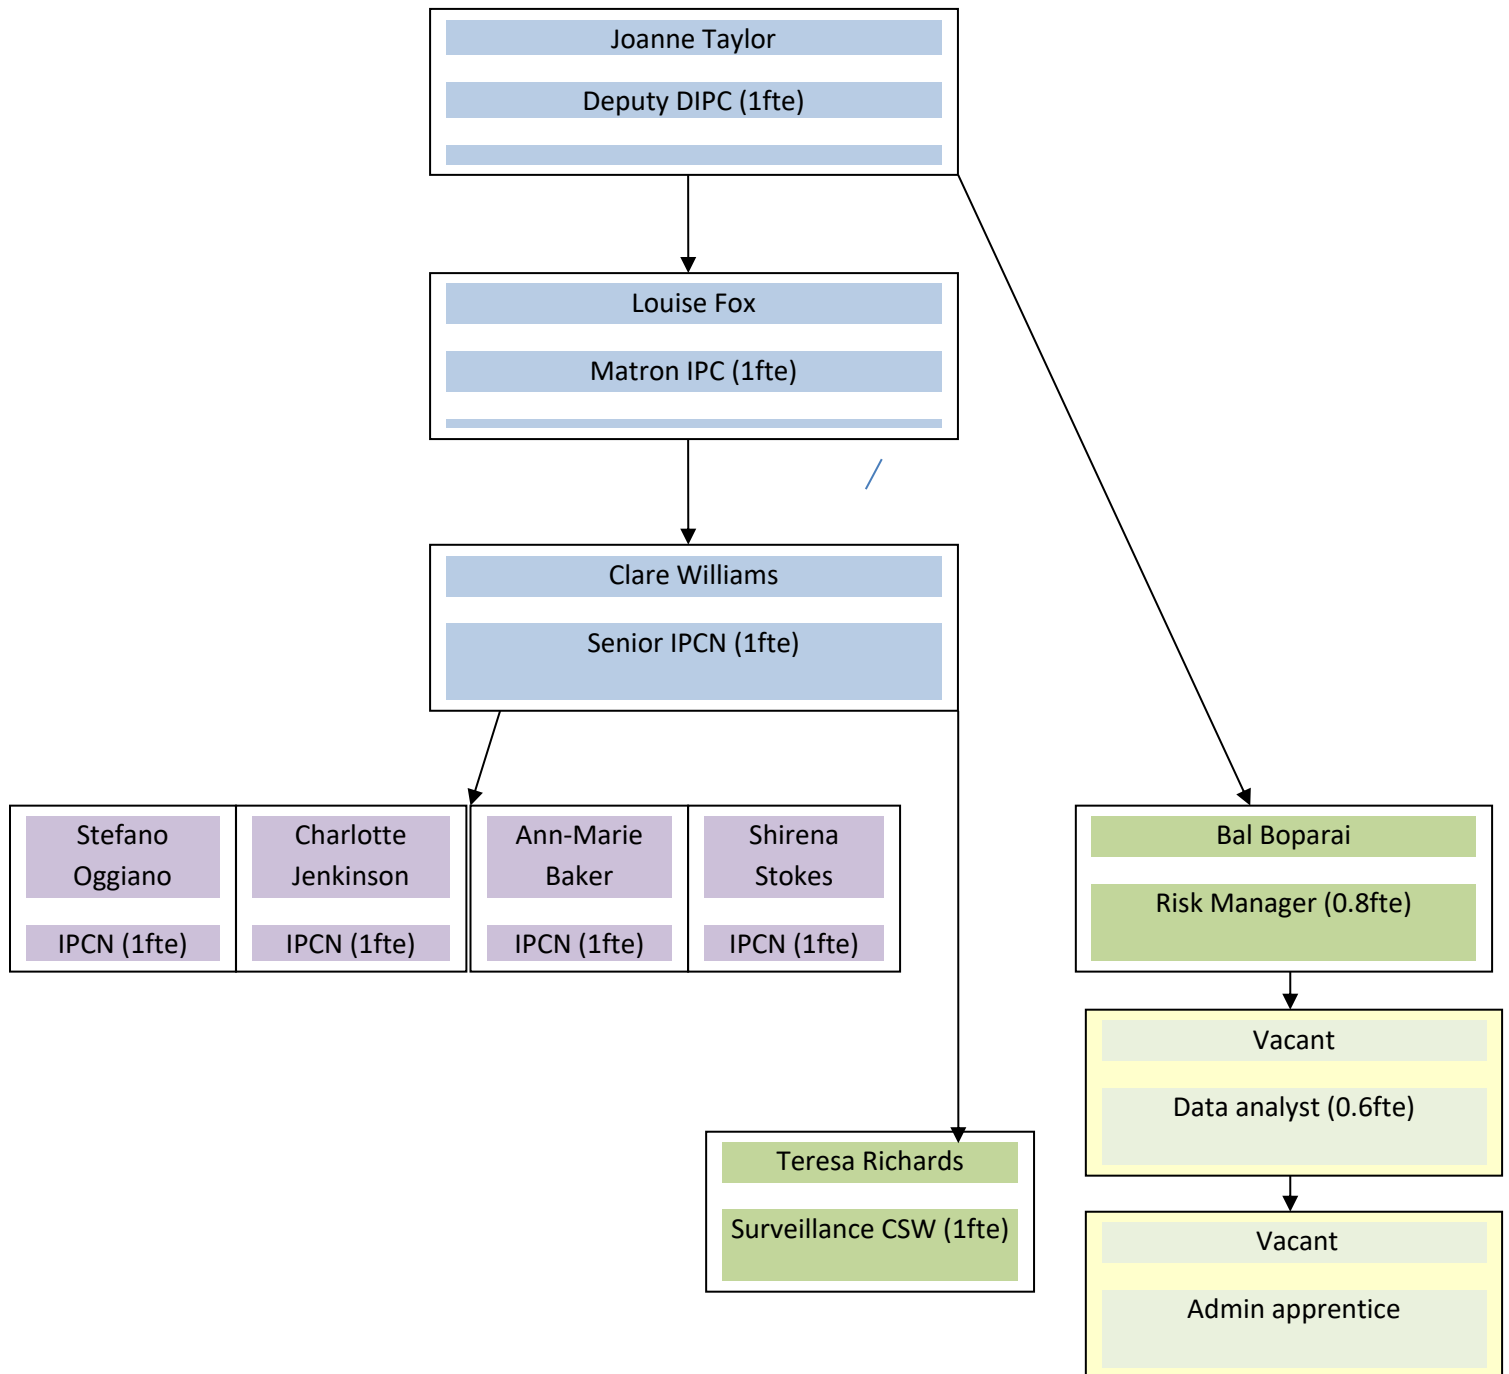 Joanne Taylor
Deputy DIPC (1fte)
Louise Fox
Matron IPC (1fte)
Clare Williams
Senior IPCN (1fte)
Stefano
Oggiano
IPCN (1fte)
Charlotte
Jenkinson
IPCN (1fte)
Ann-Marie
Baker
IPCN (1fte)
Shirena
Stokes
IPCN (1fte)
Bal Boparai
Risk Manager (0.8fte)
Vacant
Data analyst (0.6fte)
Teresa Richards
Surveillance CSW (1fte)
Vacant
Admin apprentice